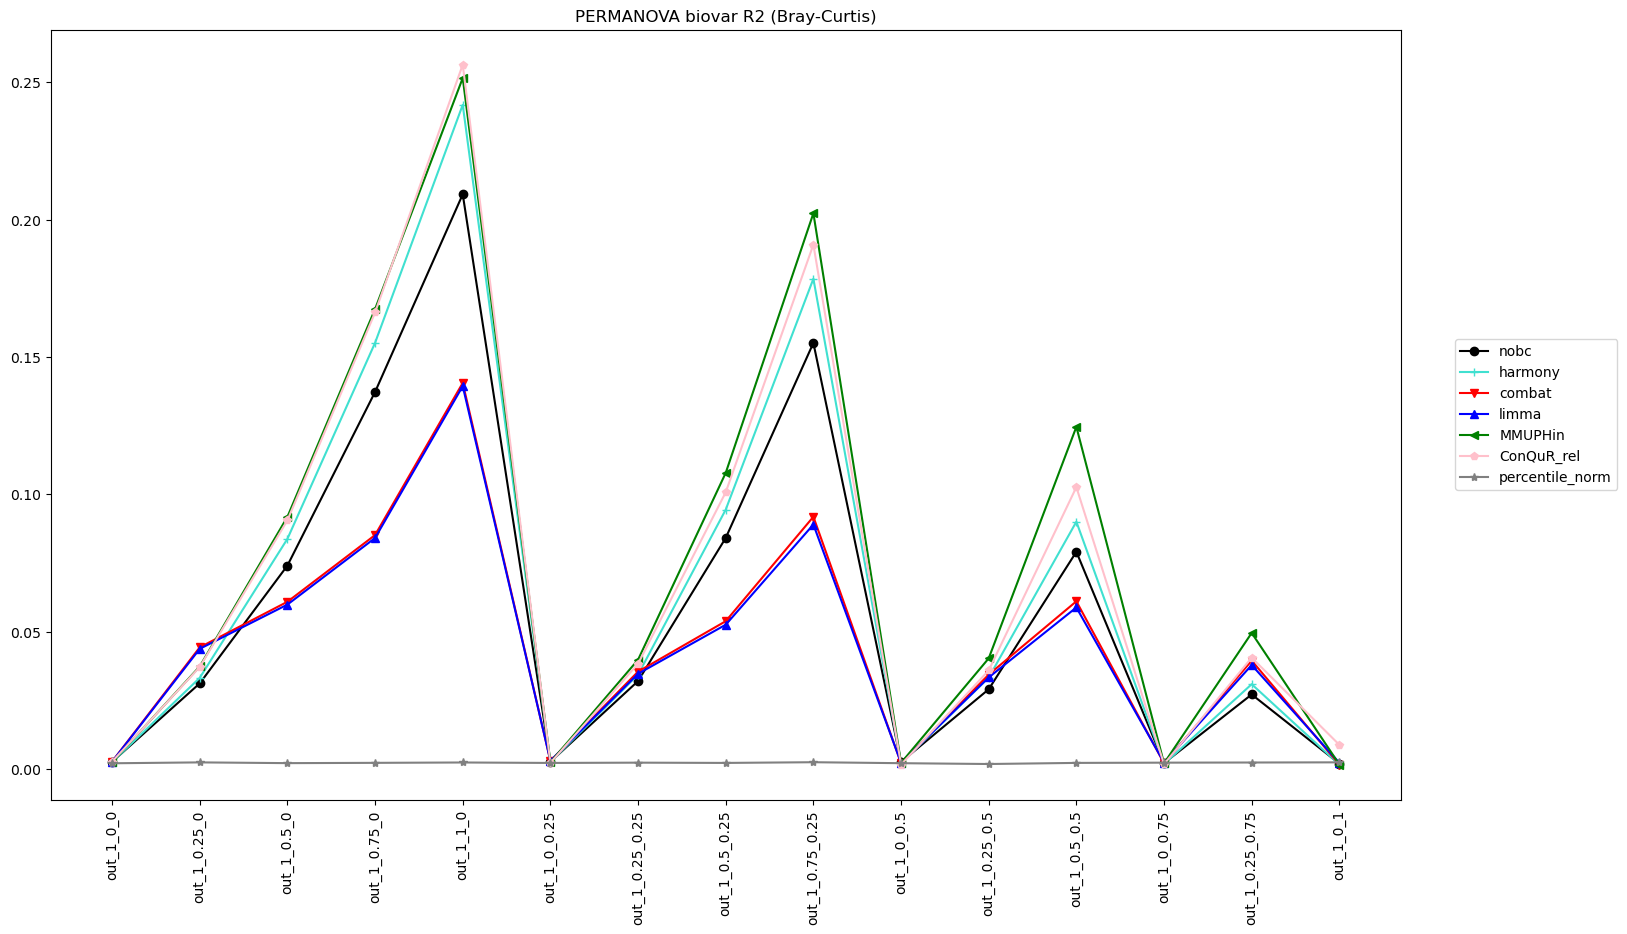 PERMANOVA biovar R2 (Bray-Curtis)
0.25
0.20
0.15
0.10
0.05
0.00
out_1_0_0
out_1_0.25_0
out_1_0.5_0
out_1_0.75_0
out_1_1_0
out_1_0_0.25
out_1_0.25_0.25
out_1_0.5_0.25
out_1_0.75_0.25
out_1_0_0.5
out_1_0.25_0.5
out_1_0.5_0.5
out_1_0_0.75
out_1_0.25_0.75
out_1_0_1
nobc
harmony
combat
limma
MMUPHin
ConQuR_rel
percentile_norm